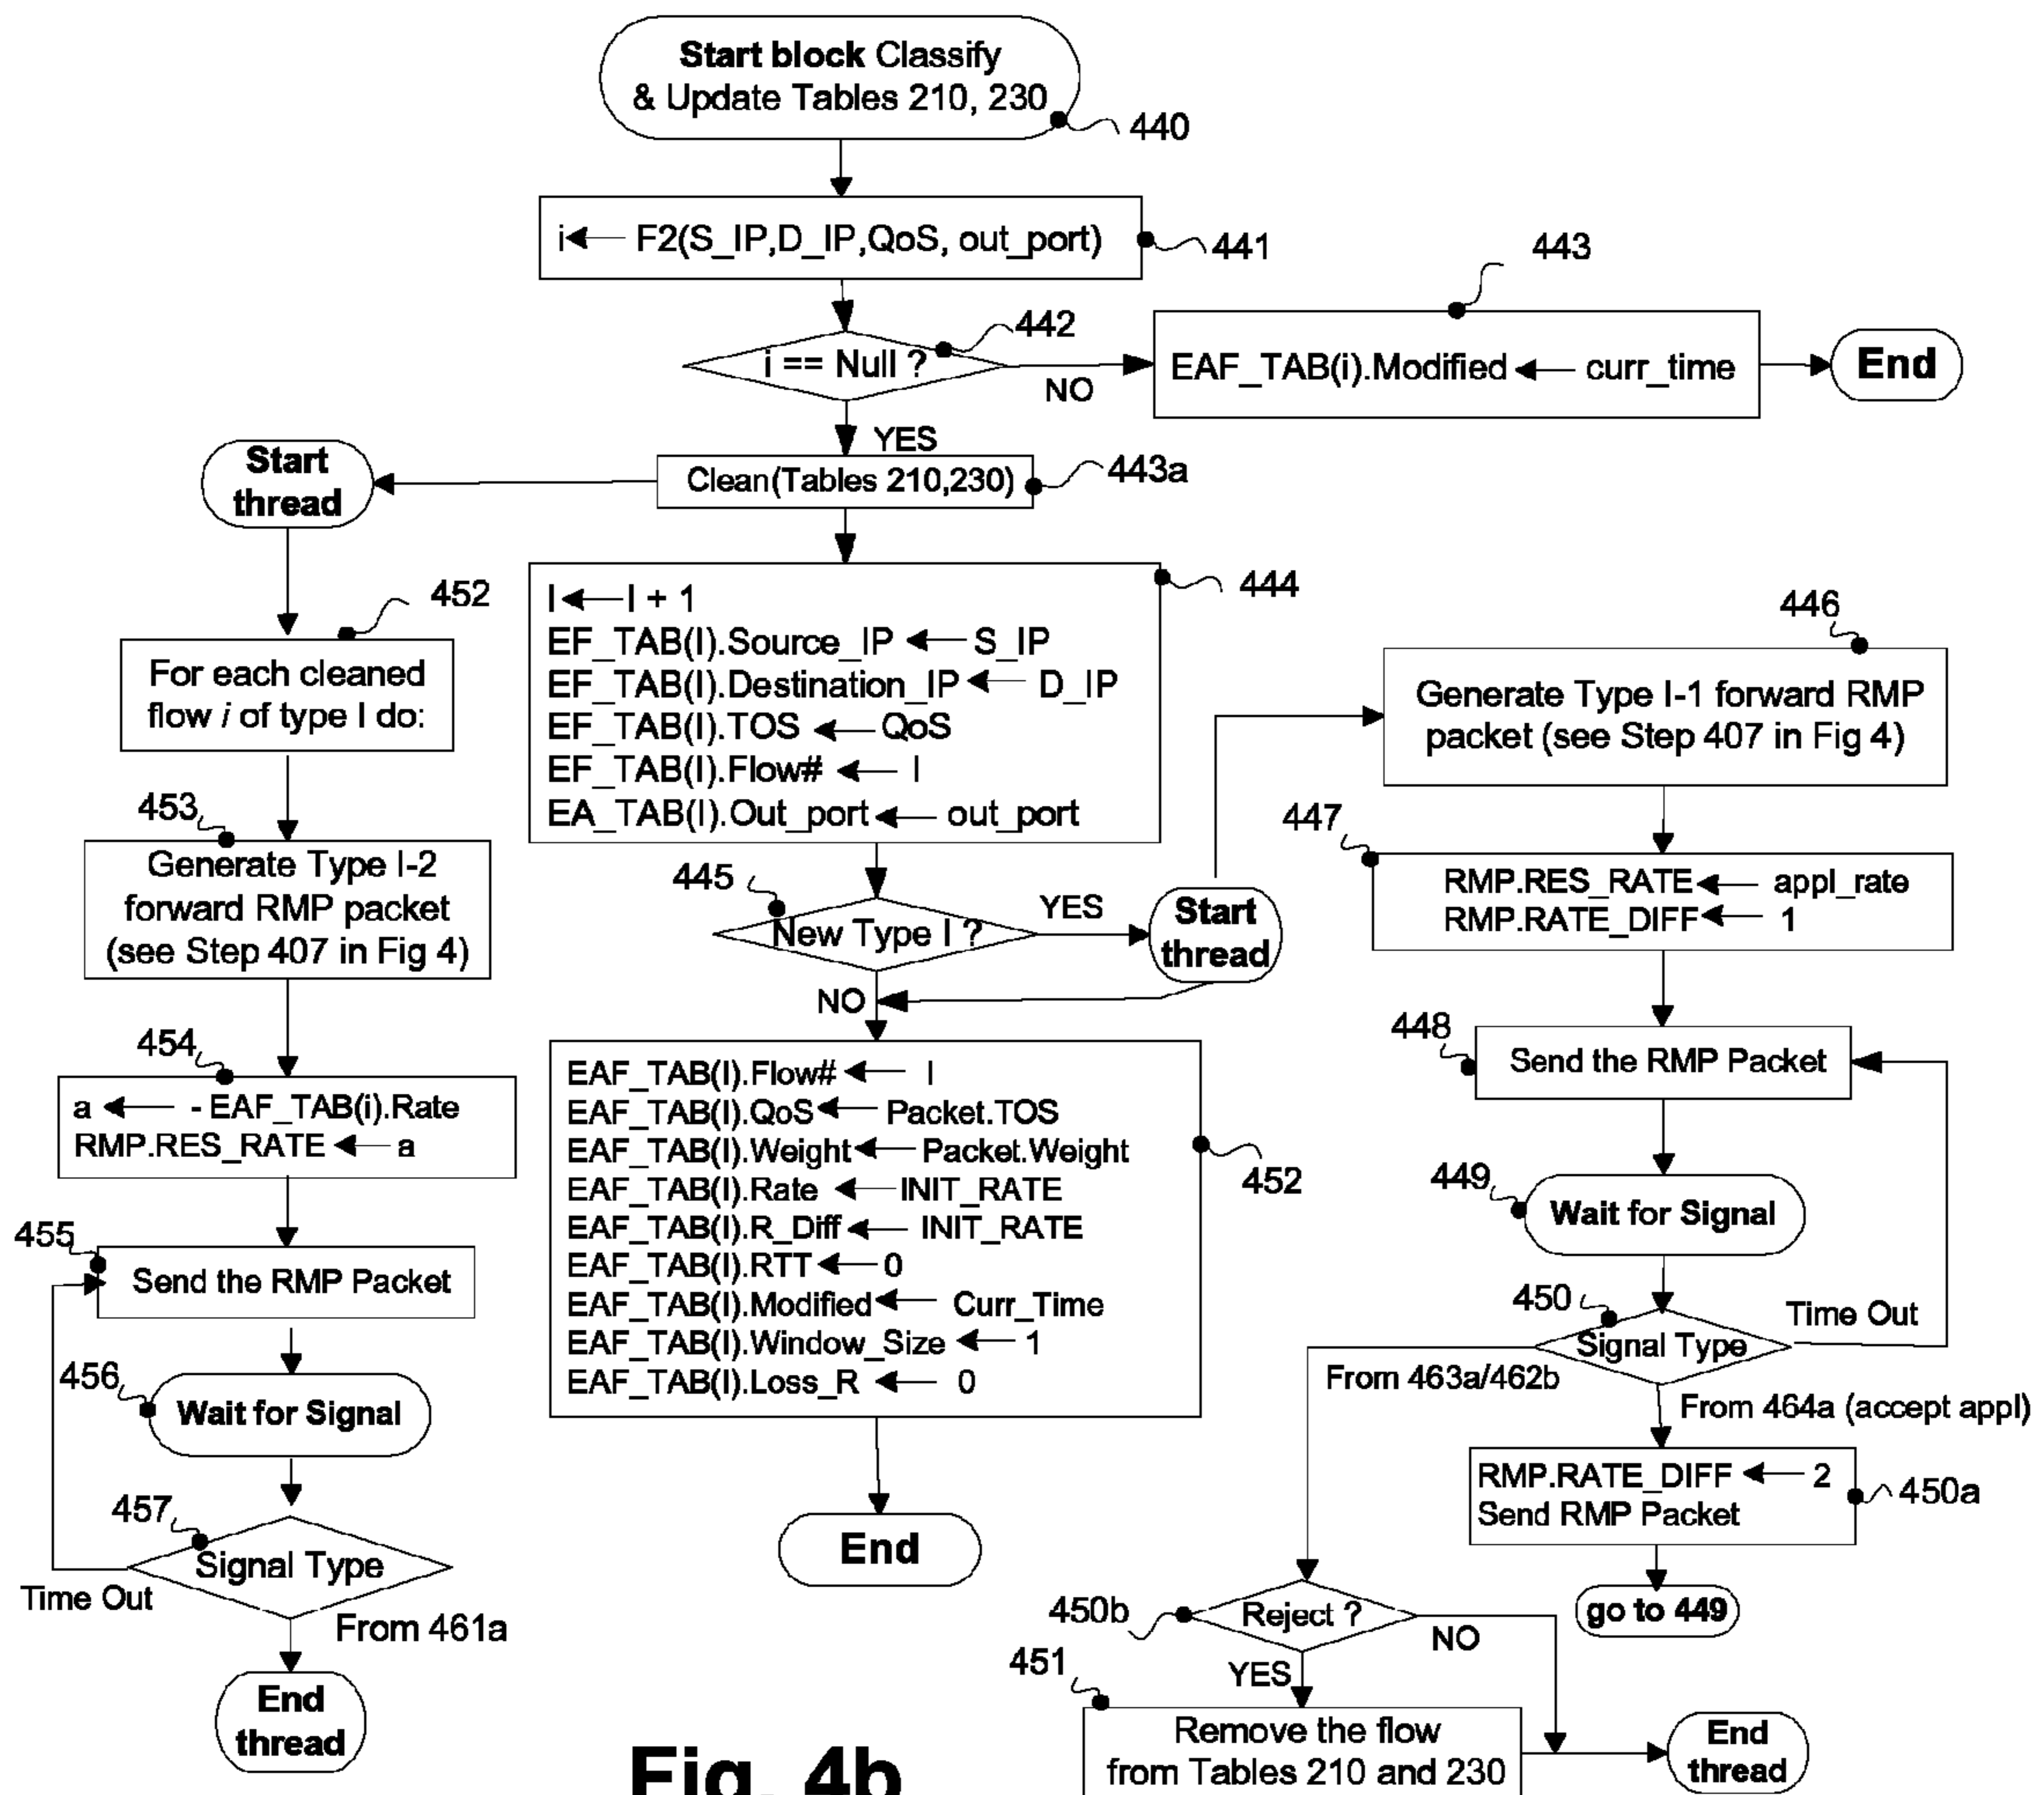 Start block Classify
& Update Tables 210, 230
440
i ← F2(S_IP,D_IP,QoS, out_port)
441
443
442
i == Null ?
NO
EAF_TAB(i).Modified ← curr_time
End
YES
Start
thread
Clean(Tables 210,230)
443a
452
For each cleaned
flow i of type I do:
444
I ← I + 1
EF_TAB(I).Source_IP ← S_IP
EF_TAB(I).Destination_IP ← D_IP
EF_TAB(I).TOS ← QoS
EF_TAB(I).Flow# ← I
EA_TAB(I).Out_port ← out_port
446
Generate Type I-1 forward RMP
packet (see Step 407 in Fig 4)
453
Generate Type I-2
forward RMP packet
(see Step 407 in Fig 4)
445
New Type I ?
YES
Start
thread
NO
447
RMP.RES_RATE ← appl_rate
RMP.RATE_DIFF ← 1
454
a ← - EAF_TAB(i).Rate
RMP.RES_RATE ← a
448
Send the RMP Packet
EAF_TAB(I).Flow# ← I
EAF_TAB(I).QoS ← Packet.TOS
EAF_TAB(I).Weight ← Packet.Weight
EAF_TAB(I).Rate ← INIT_RATE
EAF_TAB(I).R_Diff ← INIT_RATE
EAF_TAB(I).RTT ← 0
EAF_TAB(I).Modified ← Curr_Time
EAF_TAB(I).Window_Size ← 1
EAF_TAB(I).Loss_R ← 0
452
End
449
Wait for Signal
455
Send the RMP Packet
450
Signal Type
Time Out
From 463a/462b
From 464a (accept appl)
456
Wait for Signal
RMP.RATE_DIFF ← 2
Send RMP Packet
450a
go to 449
457
Signal Type
Time Out
From 461a
End
thread
450b
Reject ?
NO
YES
451
Remove the flow
from Tables 210 and 230
End
thread
Fig. 4b